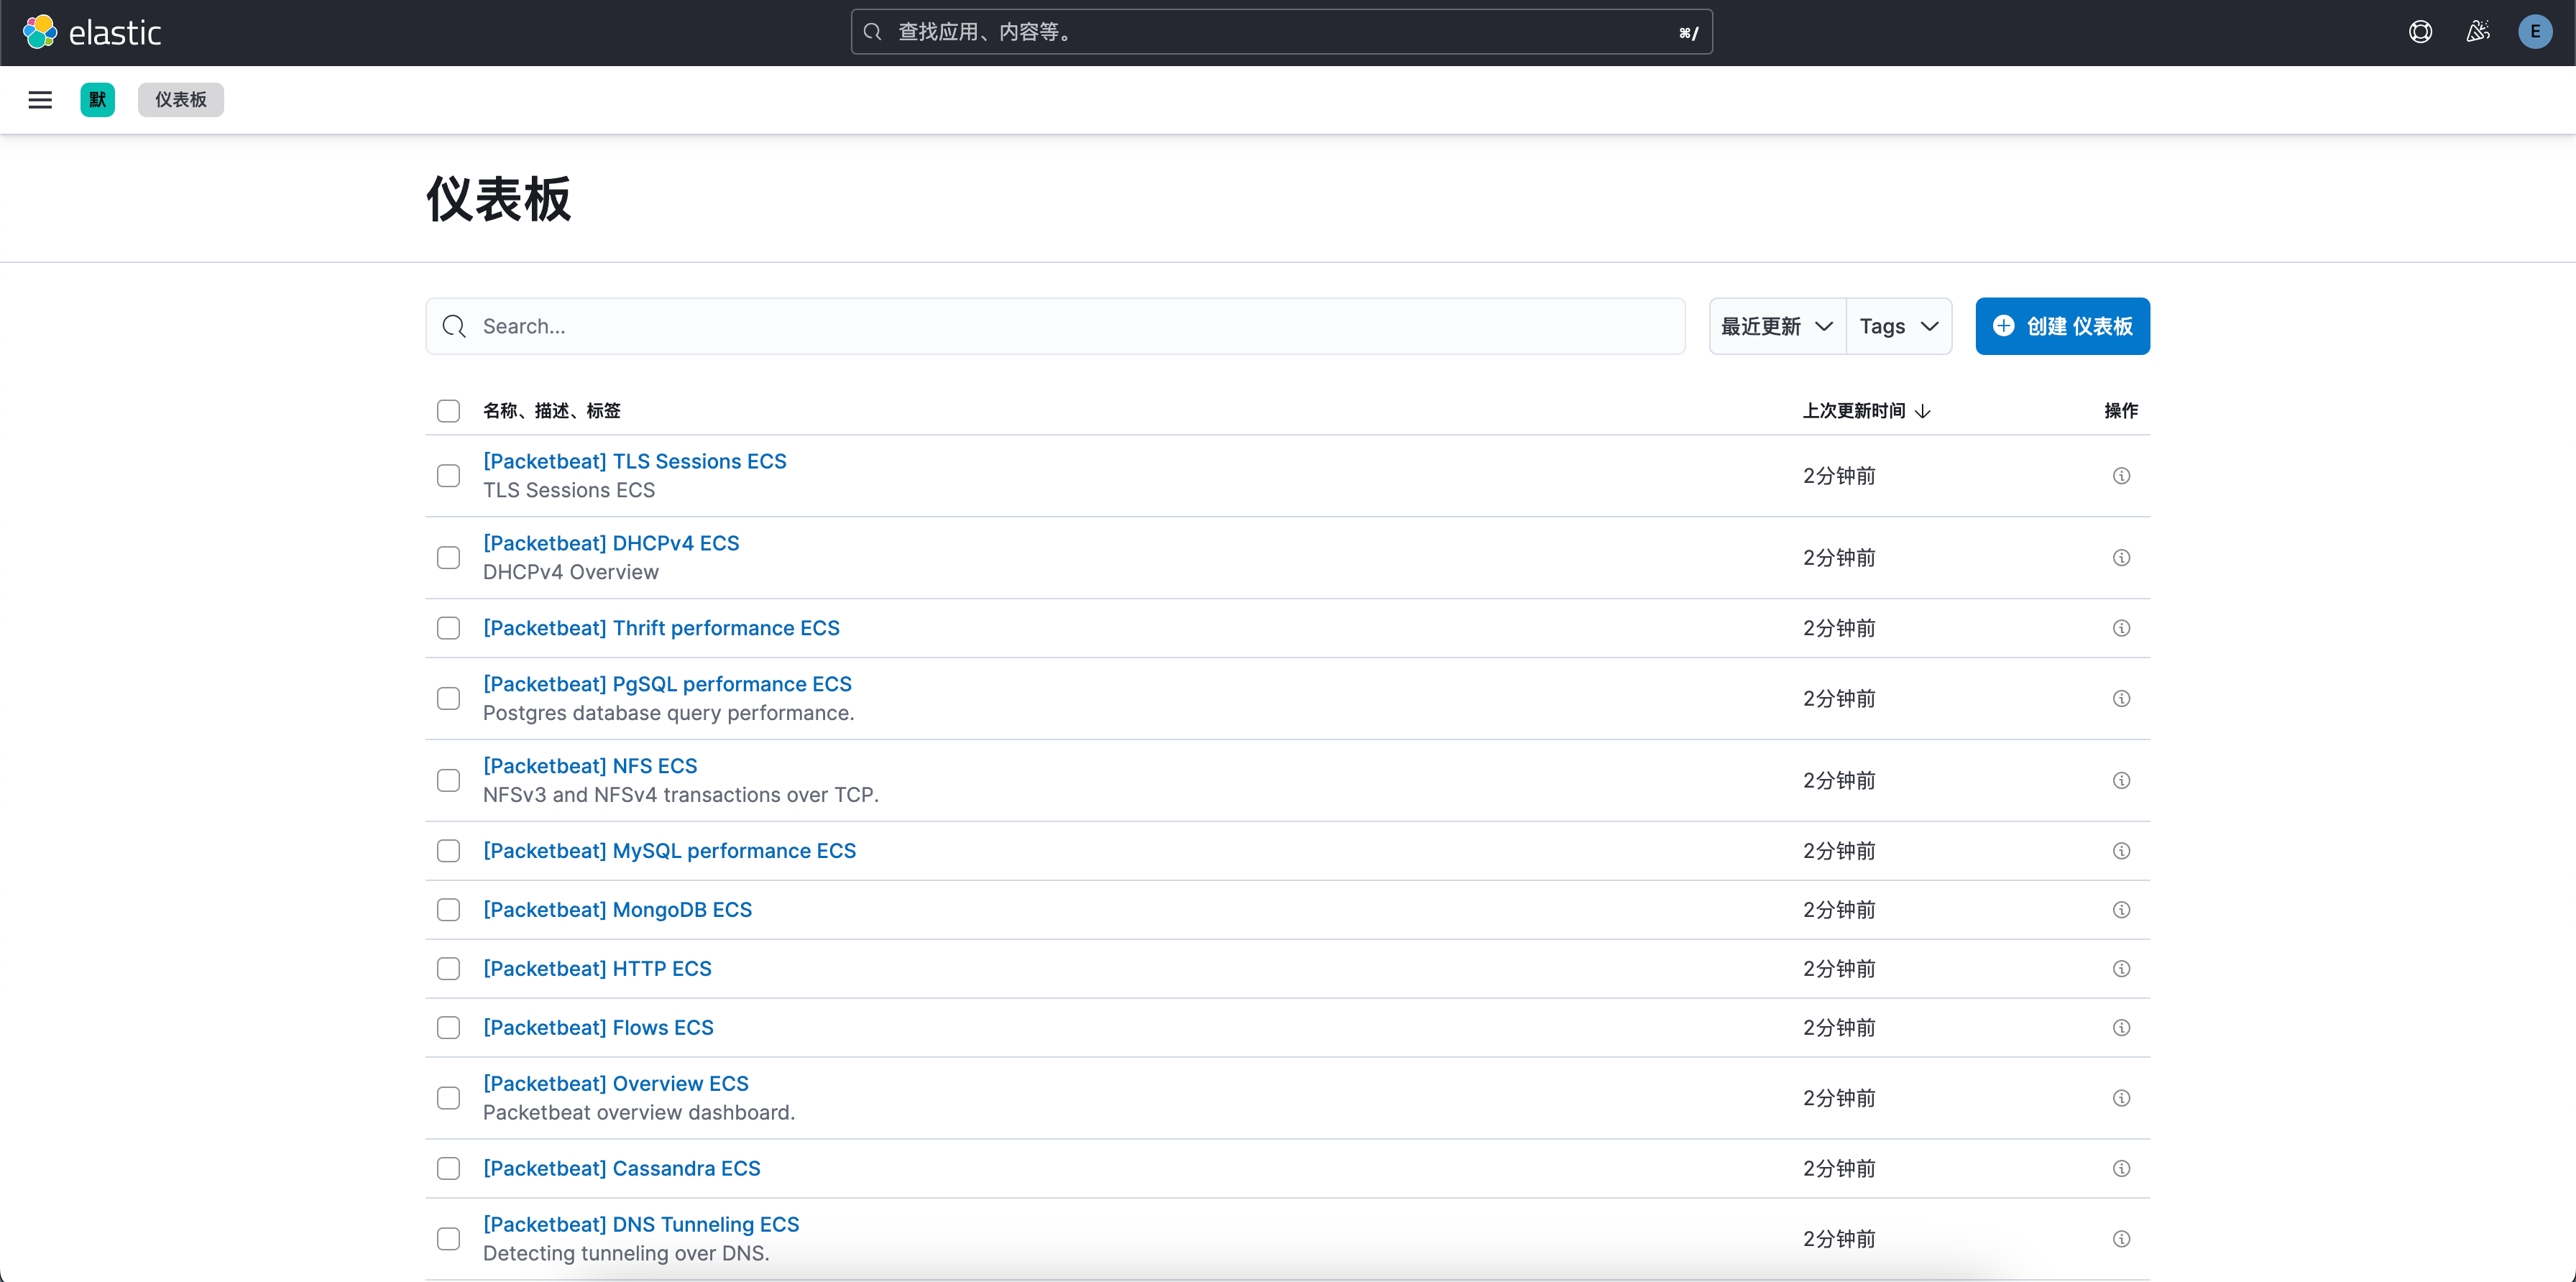 elastic
查找应用、内容等。
⌘/
E
默
仪表板
仪表板
Search...
最近更新
Tags
创建 仪表板
名称、描述、标签
上次更新时间
操作
[Packetbeat] TLS Sessions ECS
TLS Sessions ECS
2分钟前
[Packetbeat] DHCPv4 ECS
DHCPv4 Overview
2分钟前
[Packetbeat] Thrift performance ECS
2分钟前
[Packetbeat] PgSQL performance ECS
Postgres database query performance.
2分钟前
[Packetbeat] NFS ECS
NFSv3 and NFSv4 transactions over TCP.
2分钟前
[Packetbeat] MySQL performance ECS
2分钟前
[Packetbeat] MongoDB ECS
2分钟前
[Packetbeat] HTTP ECS
2分钟前
[Packetbeat] Flows ECS
2分钟前
[Packetbeat] Overview ECS
Packetbeat overview dashboard.
2分钟前
[Packetbeat] Cassandra ECS
2分钟前
[Packetbeat] DNS Tunneling ECS
Detecting tunneling over DNS.
2分钟前